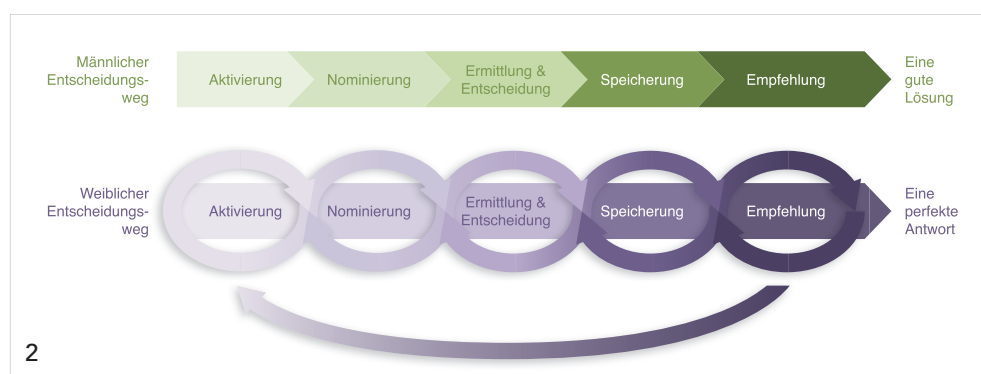 Männlicher
Entscheidungs-
weg
Aktivierung
Nominierung
Ermittlung &
Entscheidung
Speicherung
Empfehlung
Eine
gute
Lösung
Weiblicher
Entscheidungs-
weg
Aktivierung
Nominierung
Ermittlung &
Entscheidung
Speicherung
Empfehlung
Eine
perfekte
Antwort
2